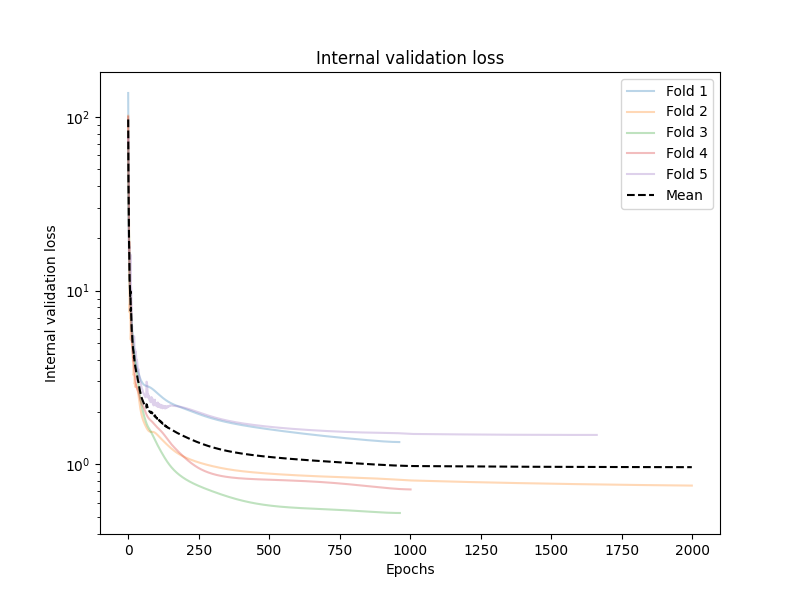 Internal validation loss
Fold 1
Fold 2
Fold 3
Fold 4
Fold 5
Mean
10²
10¹
10⁰
Internal validation loss
0 250 500 750 1000 1250 1500 1750 2000
Epochs